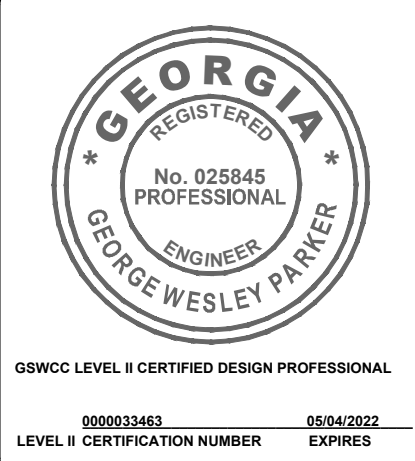 * GEORGIA *
REGISTERED
No. 025845
PROFESSIONAL
ENGINEER
GEORGE WESLEY PARKER
GSWCC LEVEL II CERTIFIED DESIGN PROFESSIONAL
0000033463 05/04/2022
LEVEL II CERTIFICATION NUMBER EXPIRES